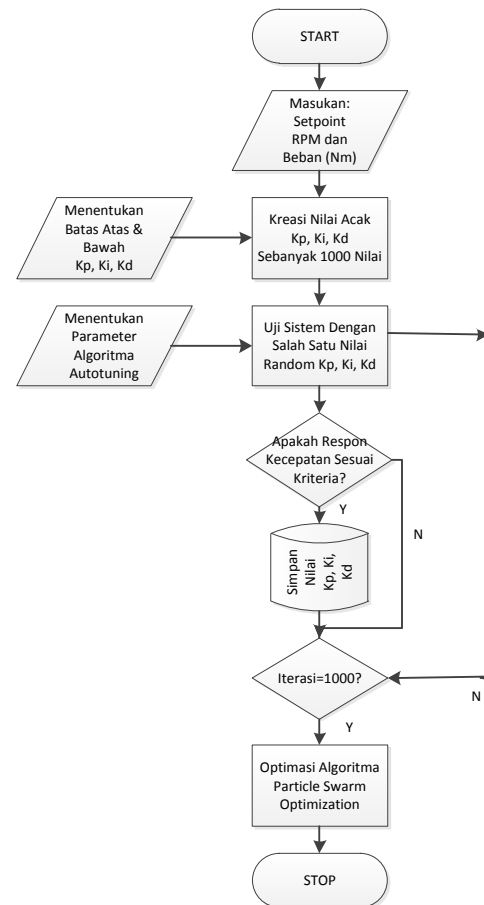 START
Masukan:
Setpoint
RPM dan
Beban (Nm)
Menentukan
Batas Atas &
Bawah
Kp, Ki, Kd
Kreasi Nilai Acak
Kp, Ki, Kd
Sebanyak 1000 Nilai
Menentukan
Parameter
Algoritma
Autotuning
Uji Sistem Dengan
Salah Satu Nilai
Random Kp, Ki, Kd
Apakah Respon
Kecepatan Sesuai
Kriteria?
Y
N
Simpan
Nilai
Kp, Ki,
Kd
Iterasi=1000?
N
Y
Optimasi Algoritma
Particle Swarm
Optimization
STOP